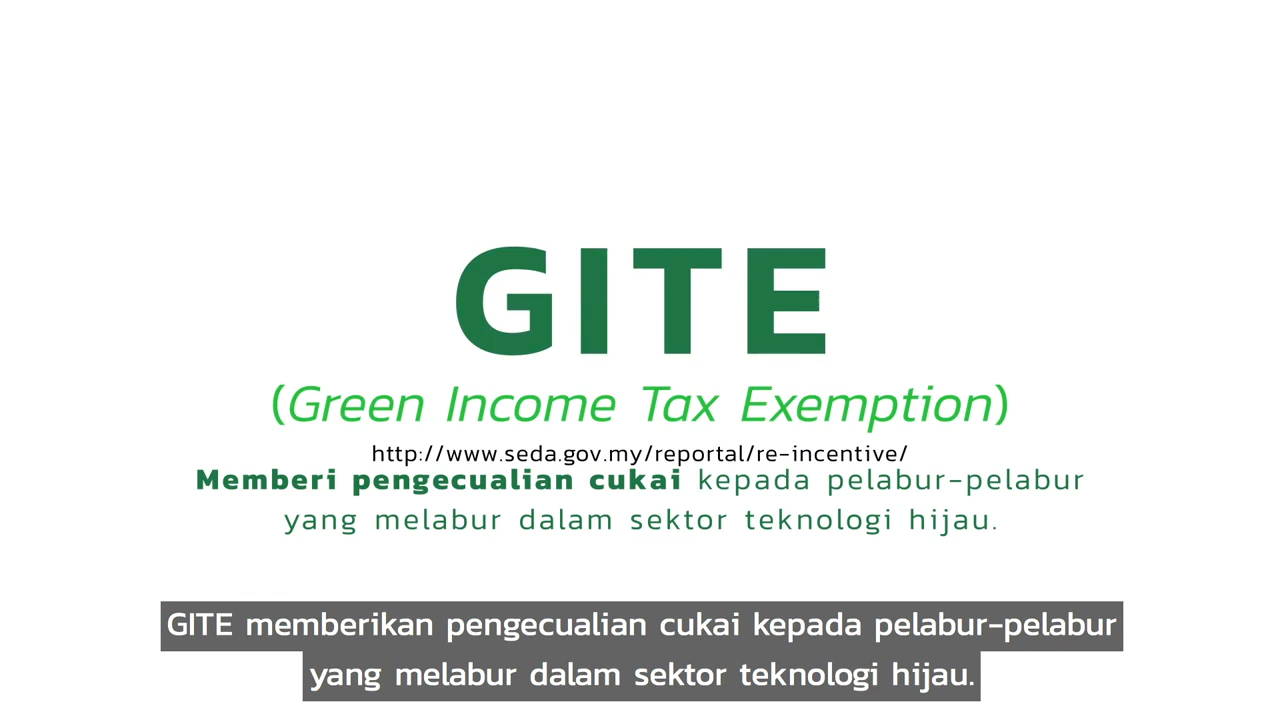 GITE
(Green Income Tax Exemption)
http://www.seda.gov.my/reportal/re-incentive/
Memberi pengecualian cukai kepada pelabur-pelabur
yang melabur dalam sektor teknologi hijau.
GITE memberikan pengecualian cukai kepada pelabur-pelabur
yang melabur dalam sektor teknologi hijau.